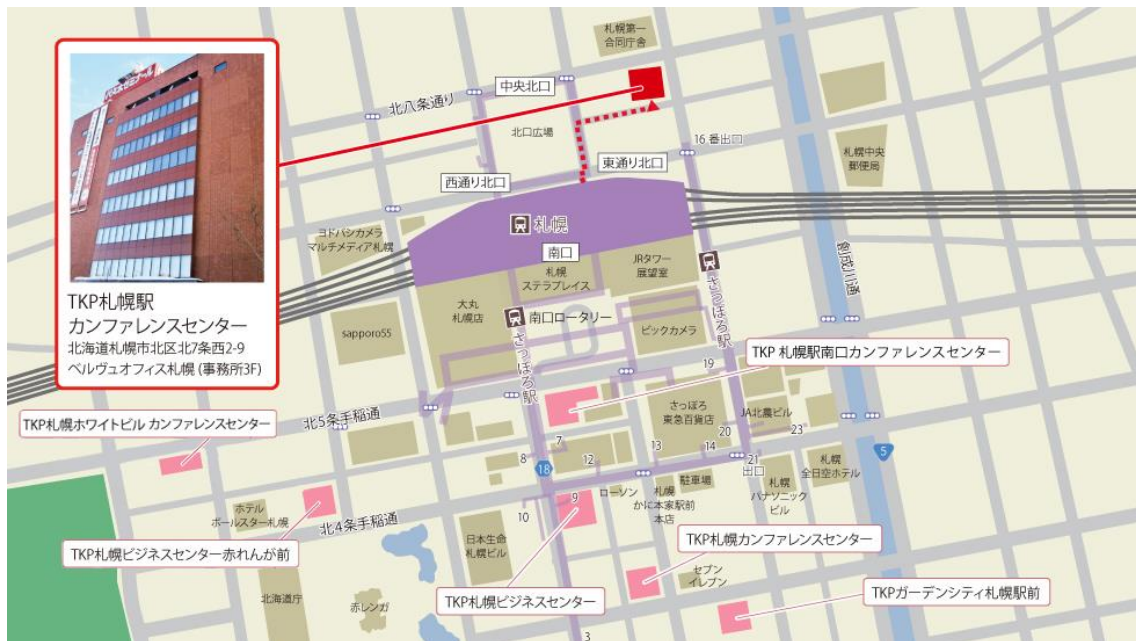 札幌第一
合同庁舎
中央北口
北八条通り
北口広場
16 番出口
東通り北口
西通り北口
札幌中央
郵便局
ヨドバシカメラ
マルチメディア札幌
札幌
南口
JRタワー
展望室
札幌
ステラプレイス
創成川通
大丸
札幌店
南口ロータリー
さっぽろ駅
さっぽろ駅
ビックカメラ
sapporo55
TKP札幌駅
カンファレンスセンター
北海道札幌市北区北7条西2-9
ベルヴュオフィス札幌 (事務所3F)
TKP 札幌駅南口カンファレンスセンター
19
北5条手稲通
TKP札幌ホワイトビル カンファレンスセンター
さっぽろ
東急百貨店
JA北農ビル
20
23
7
8
12
13
14
18
21
出口
札幌
全日空ホテル
5
札幌
パナソニック
ビル
駐車場
ローソン
札幌
かに本家駅前
本店
9
10
ホテル
ポールスター札幌
北4条手稲通
日本生命
札幌ビル
TKP札幌ビジネスセンター赤れんが前
TKP札幌カンファレンスセンター
セブン
イレブン
TKP札幌ビジネスセンター
TKPガーデンシティ札幌駅前
北海道庁
赤レンガ
3